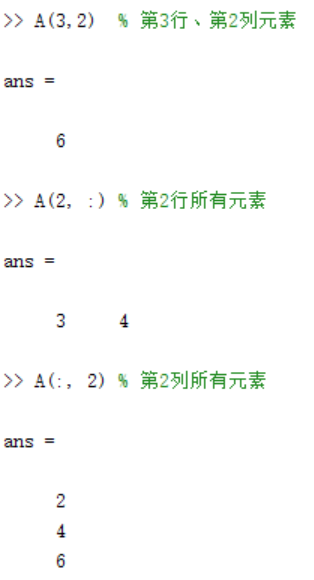 >> A(3,2)  % 第3行、第2列元素
ans =
6
>> A(2, :) % 第2行所有元素
ans =
3     4
>> A(:, 2) % 第2列所有元素
ans =
2
4
6